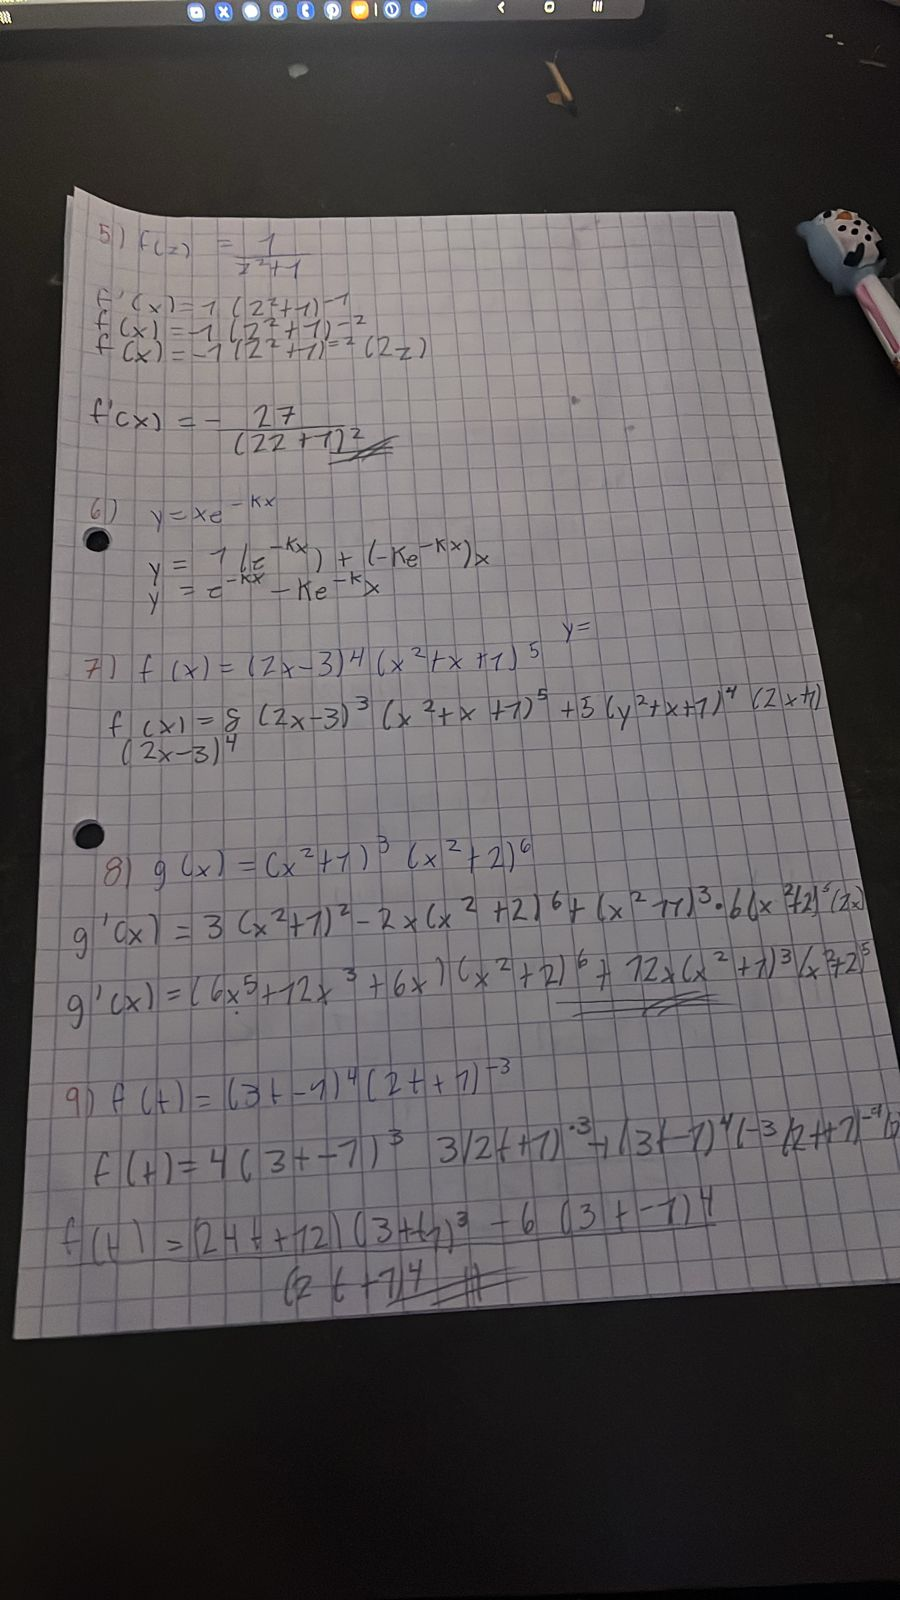 5) f(z) = 1/(z²+1)
f'(x) = 1 (z²+1)^-1
f'(x) = -1 (z²+1)^-2
f'(x) = -1 (z²+1)^-2 (2z)
f'(x) = - 2z/(z2+1)²
6) y = xe^-kx
y = 1 (e^-kx) + (-Ke^-kx)x
y = e^-kx - Ke^-kx
y=
7) f(x) = (2x-3)⁴ (x²+x+1)⁵
f(x) = 8 (2x-3)³ (x²+x+1)⁵ + 5 (y²+x+1)⁴ (2x+1)
(2x-3)⁴
8) g(x) = (x²+1)³ (x²+2)⁶
g'(x) = 3 (x²+1)² - 2x (x²+2)⁶ + (x²+1)³ · 6(x²+2)⁵ (2x)
g'(x) = (6x⁵+12x³+6x) (x²+2)⁶ + 12x(x²+1)³ (x²+2)⁵
9) f(t) = (3t-1)⁴ (2t+1)^-3
f(t) = 4 (3t-1)³ 3(2t+1)^-3 + (3t-1)⁴ (-3(2t+1)^-4
f(t) = (24t+12) (3t+1)³ - 6 (3t-1)⁴
(2t+1)⁴